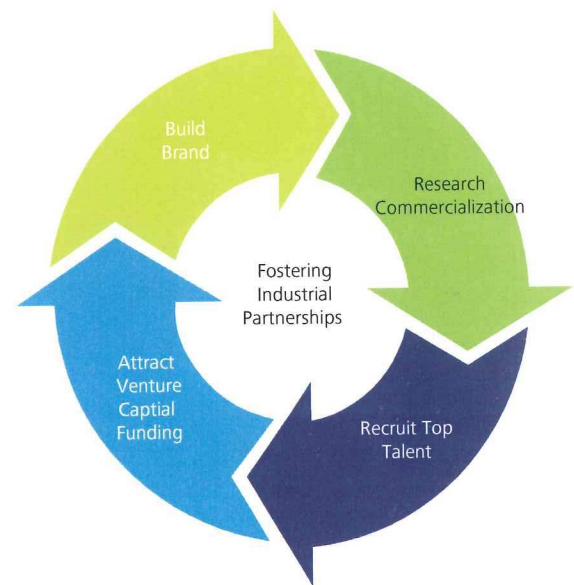 Build
Brand
Research
Commercialization
Fostering
Industrial
Partnerships
Attract
Venture
Captial
Funding
Recruit Top
Talent